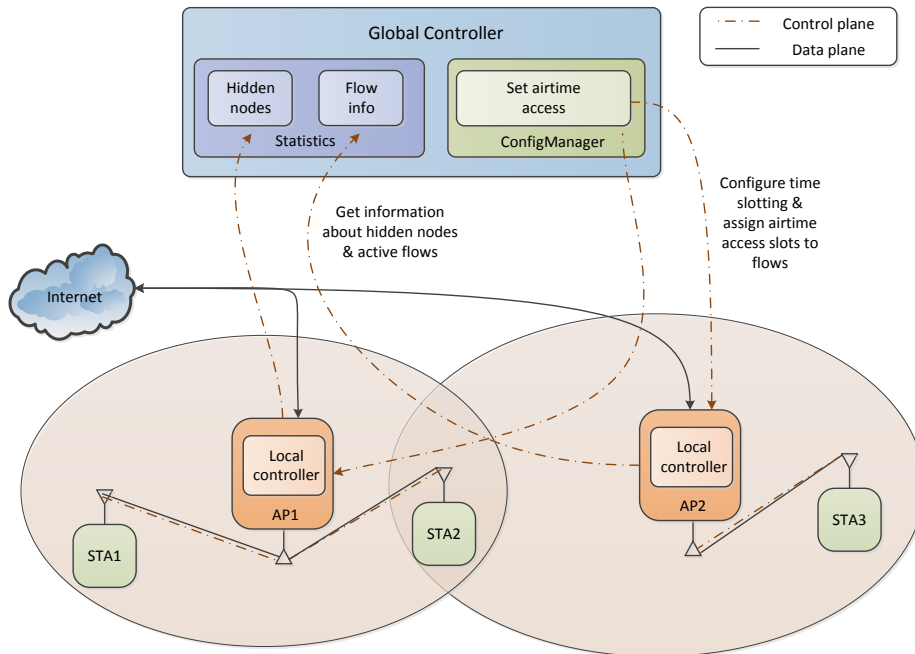 Global Controller
Control plane
Data plane
Hidden
nodes
Flow
info
Statistics
Set airtime
access
ConfigManager
Get information
about hidden nodes
& active flows
Configure time
slotting &
assign airtime
access slots to
flows
Internet
Local
controller
AP1
Local
controller
AP2
STA1
STA2
STA3